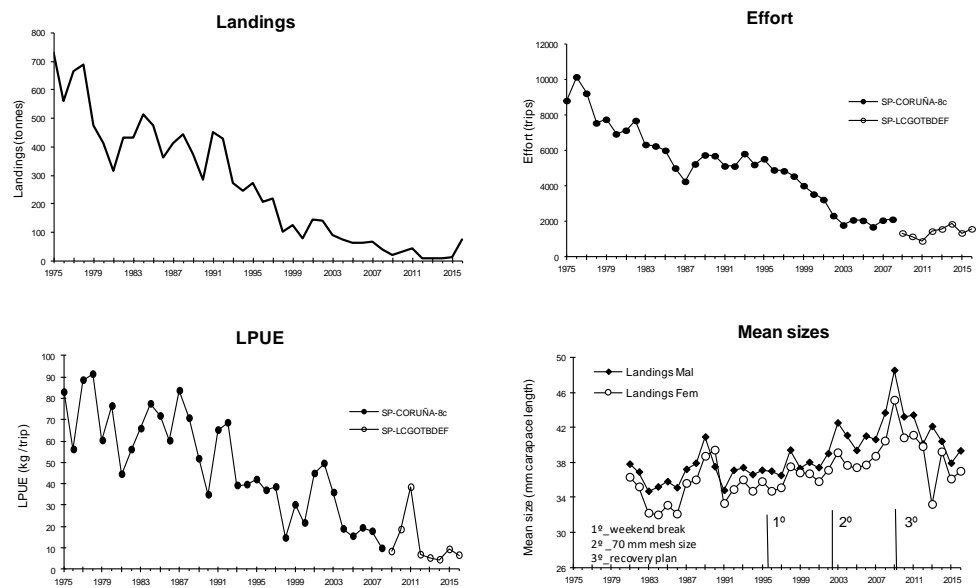 Landings
Landings (tonnes)
800
700
600
500
400
300
200
100
0
1975 1979 1983 1987 1991 1995 1999 2003 2007 2011 2015
Effort
Effort (trips)
12000
10000
8000
6000
4000
2000
0
SP-CORUÑA-8c
SP-LCGOTBDEF
1975 1979 1983 1987 1991 1995 1999 2003 2007 2011 2015
LPUE
LPUE (kg / trip)
100
90
80
70
60
50
40
30
20
10
0
SP-CORUÑA-8c
SP-LCGOTBDEF
1975 1979 1983 1987 1991 1995 1999 2003 2007 2011 2015
Mean sizes
Mean size (mm carapace length)
50
46
42
38
34
30
26
Landings Mal
Landings Fem
1º 2º 3º
1º_weekend break
2º_70 mm mesh size
3º_recovery plan
1975 1979 1983 1987 1991 1995 1999 2003 2007 2011 2015